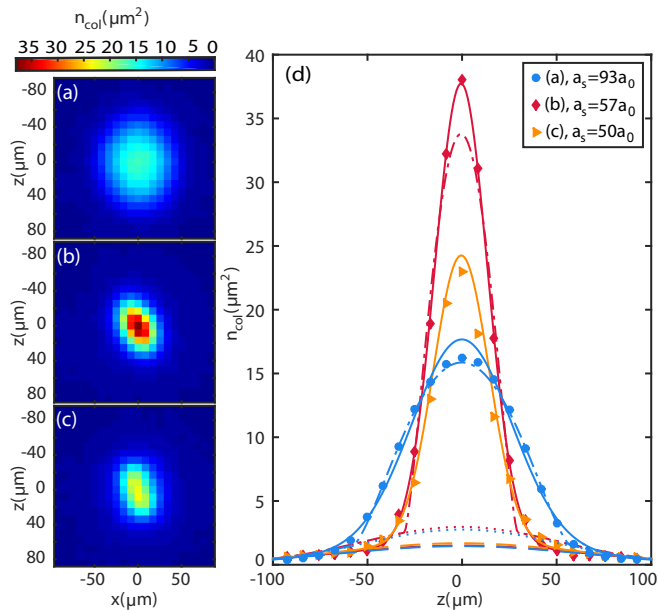 n_col(µm²)
35 30 25 20 15 10 5 0
(a)
-80
-40
0
40
80
z(µm)
(b)
-80
-40
0
40
80
z(µm)
(c)
-80
-40
0
40
80
z(µm)
-50 0 50
x(µm)
(d)
(a), a_s=93a_0
(b), a_s=57a_0
(c), a_s=50a_0
40
35
30
25
20
15
10
5
0
n_col(µm²)
-100 -50 0 50 100
z(µm)